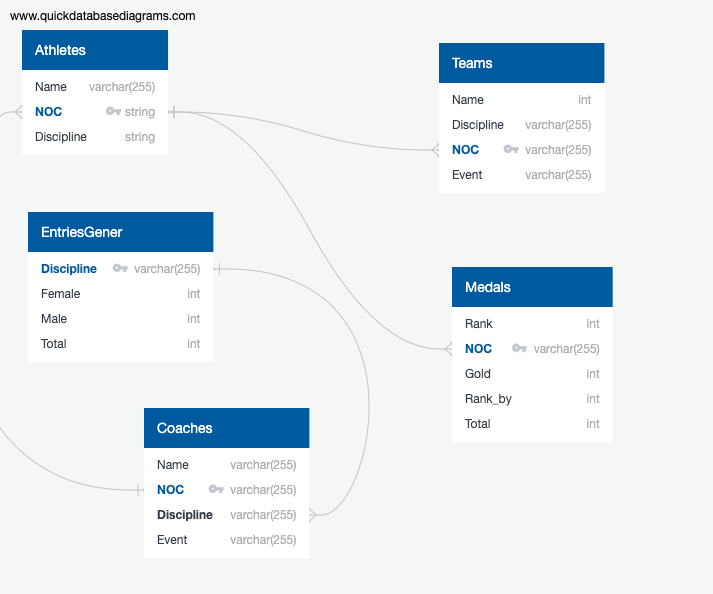 www.quickdatabasediagrams.com
Athletes
Name varchar(255)
NOC string
Discipline string
Teams
Name int
Discipline varchar(255)
NOC varchar(255)
Event varchar(255)
EntriesGener
Discipline varchar(255)
Female int
Male int
Total int
Medals
Rank int
NOC varchar(255)
Gold int
Rank_by int
Total int
Coaches
Name varchar(255)
NOC varchar(255)
Discipline varchar(255)
Event varchar(255)